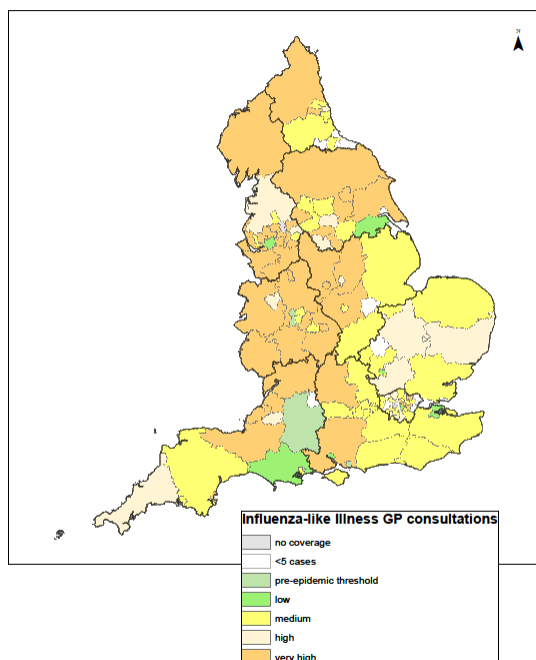 N
Influenza-like Illness GP consultations
no coverage
<5 cases
pre-epidemic threshold
low
medium
high
very high